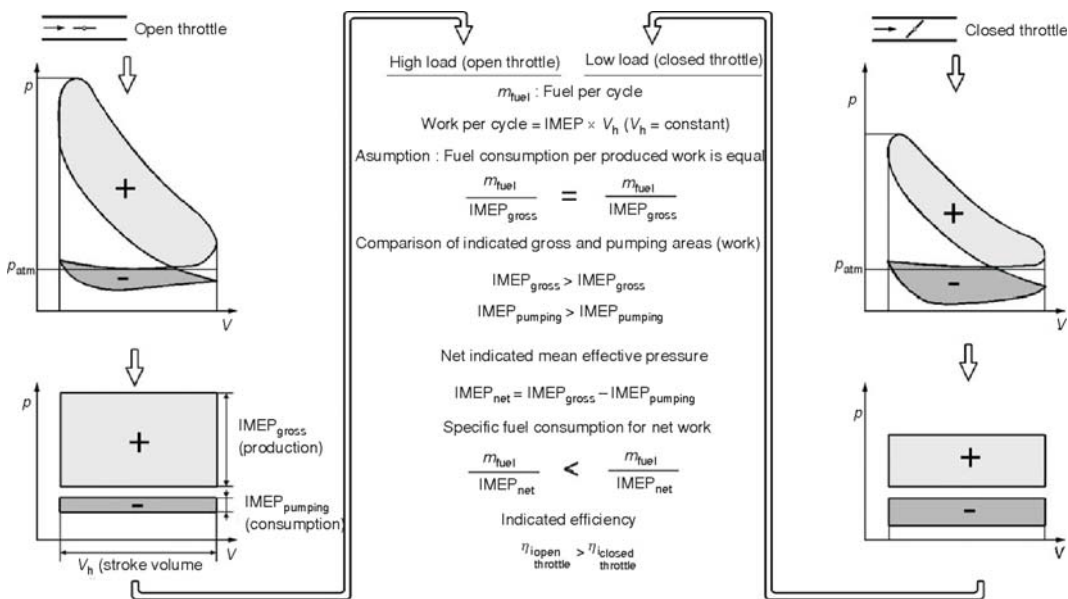 Open throttle
p
p_atm
V
p
IMEP_gross
(production)
IMEP_pumping
(consumption)
V
V_h (stroke volume
High load (open throttle) Low load (closed throttle)
m_fuel : Fuel per cycle
Work per cycle = IMEP × V_h (V_h = constant)
Asumption : Fuel consumption per produced work is equal
m_fuel / IMEP_gross = m_fuel / IMEP_gross
Comparison of indicated gross and pumping areas (work)
IMEP_gross > IMEP_gross
IMEP_pumping > IMEP_pumping
Net indicated mean effective pressure
IMEP_net = IMEP_gross – IMEP_pumping
Specific fuel consumption for net work
m_fuel / IMEP_net < m_fuel / IMEP_net
Indicated efficiency
η_i open throttle > η_i closed throttle
Closed throttle
p
p_atm
V
p
V